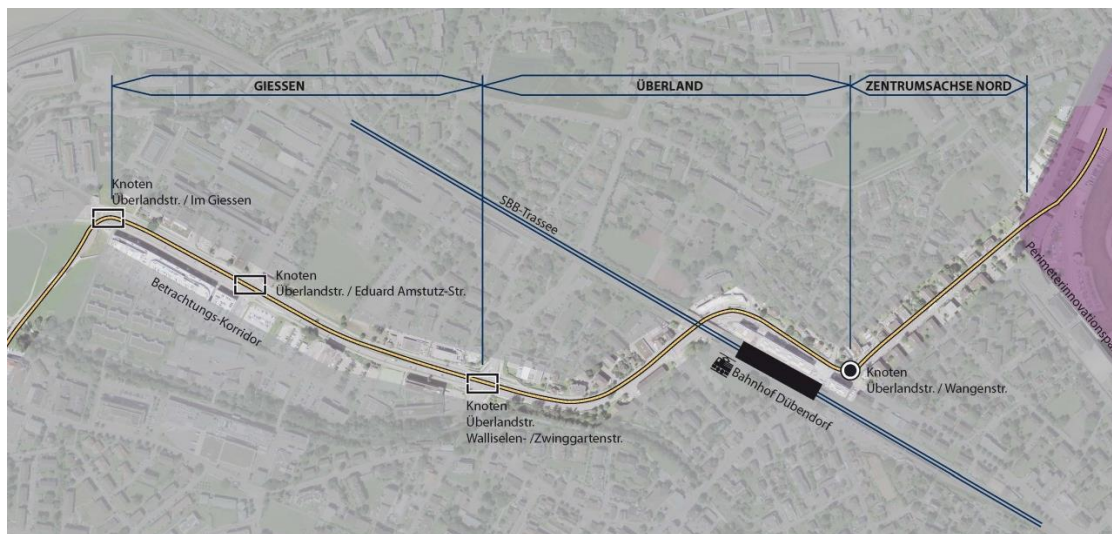 GIESSEN
ÜBERLAND
ZENTRUMSACHSE NORD
Knoten
Überlandstr. / Im Giessen
SBB-Trassee
Knoten
Überlandstr. / Eduard Amstutz-Str.
Betrachtungs-Korridor
Perimeterinnovationspa
Bahnhof Dübendorf
Knoten
Überlandstr. / Wangenstr.
Knoten
Überlandstr.
Walliselen- /Zwinggartenstr.